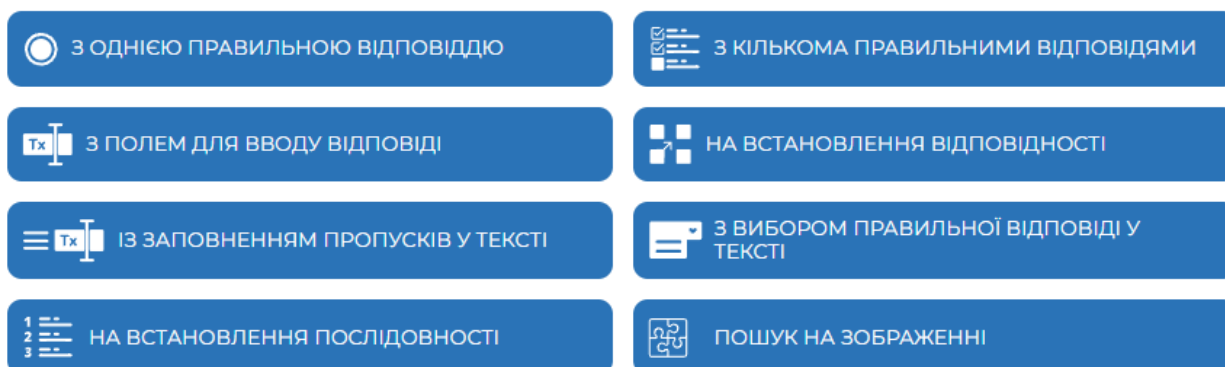 З ОДНІЄЮ ПРАВИЛЬНОЮ ВІДПОВІДДЮ
З КІЛЬКОМА ПРАВИЛЬНИМИ ВІДПОВІДЯМИ
Tx З ПОЛЕМ ДЛЯ ВВОДУ ВІДПОВІДІ
НА ВСТАНОВЛЕННЯ ВІДПОВІДНОСТІ
Tx ІЗ ЗАПОВНЕННЯМ ПРОПУСКІВ У ТЕКСТІ
З ВИБОРОМ ПРАВИЛЬНОЇ ВІДПОВІДІ У
ТЕКСТІ
1
2
3
НА ВСТАНОВЛЕННЯ ПОСЛІДОВНОСТІ
ПОШУК НА ЗОБРАЖЕННІ